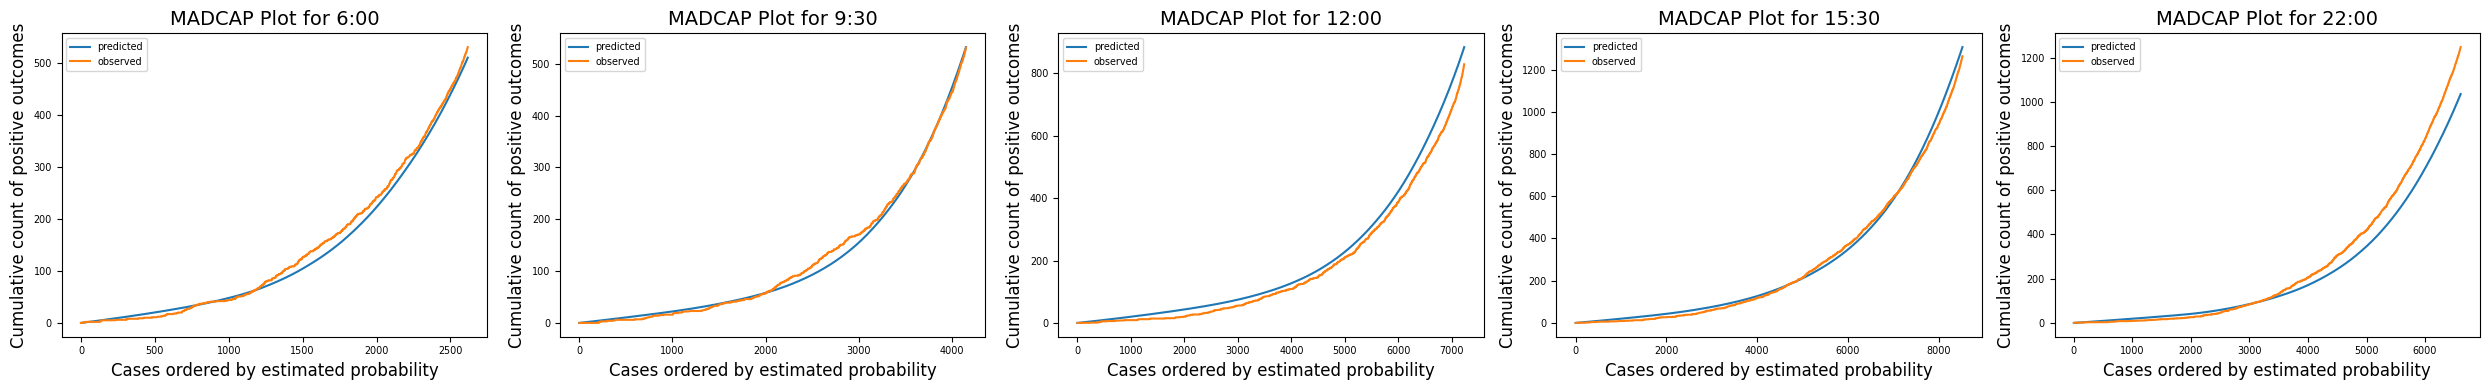 MADCAP Plot for 6:00
predicted
observed
Cumulative count of positive outcomes
500
400
300
200
100
0
0 500 1000 1500 2000 2500
Cases ordered by estimated probability
MADCAP Plot for 9:30
predicted
observed
Cumulative count of positive outcomes
500
400
300
200
100
0
0 1000 2000 3000 4000
Cases ordered by estimated probability
MADCAP Plot for 12:00
predicted
observed
Cumulative count of positive outcomes
800
600
400
200
0
0 1000 2000 3000 4000 5000 6000 7000
Cases ordered by estimated probability
MADCAP Plot for 15:30
predicted
observed
Cumulative count of positive outcomes
1200
1000
800
600
400
200
0
0 2000 4000 6000 8000
Cases ordered by estimated probability
MADCAP Plot for 22:00
predicted
observed
Cumulative count of positive outcomes
1200
1000
800
600
400
200
0
0 1000 2000 3000 4000 5000 6000
Cases ordered by estimated probability